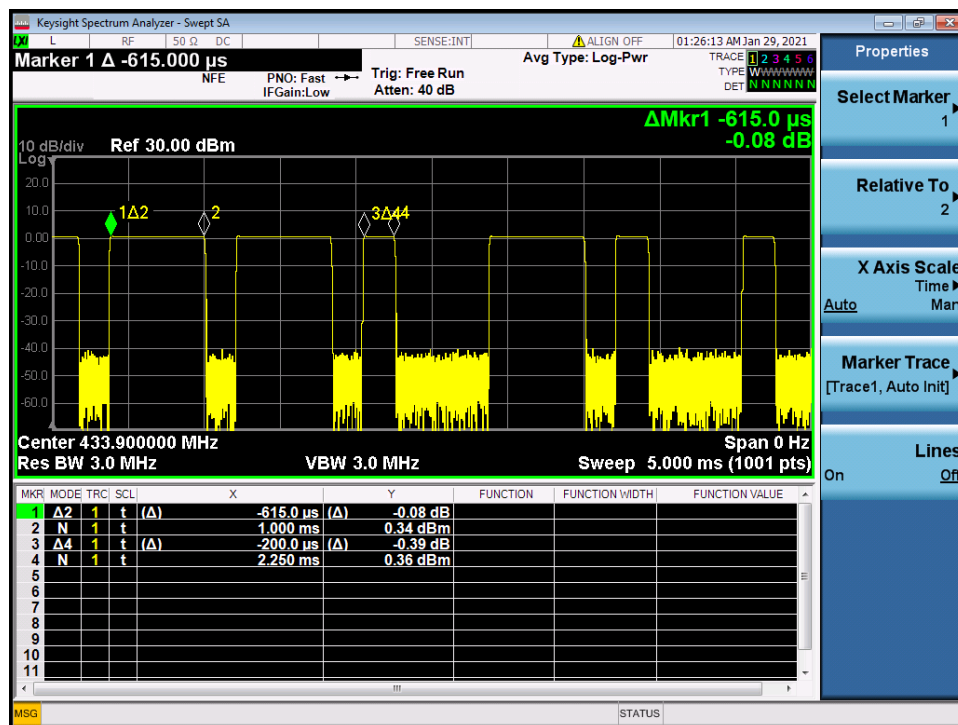 Keysight Spectrum Analyzer - Swept SA
LXI L RF 50 Ω DC SENSE:INT ALIGN OFF 01:26:13 AM Jan 29, 2021
Marker 1 Δ -615.000 µs
NFE
PNO: Fast
IFGain:Low
Trig: Free Run
Atten: 40 dB
Avg Type: Log-Pwr
TRACE 1 2 3 4 5 6
TYPE WWWWWW
DET N N N N N N
ΔMkr1 -615.0 µs
-0.08 dB
10 dB/div Ref 30.00 dBm
Log
20.0
10.0
0.00
-10.0
-20.0
-30.0
-40.0
-50.0
-60.0
1Δ2
2
3Δ4
4
Center 433.900000 MHz Span 0 Hz
Res BW 3.0 MHz VBW 3.0 MHz Sweep 5.000 ms (1001 pts)
MKR MODE TRC SCL X Y FUNCTION FUNCTION WIDTH FUNCTION VALUE
1 Δ2 1 t (Δ) -615.0 µs (Δ) -0.08 dB
2 N 1 t 1.000 ms 0.34 dBm
3 Δ4 1 t (Δ) -200.0 µs (Δ) -0.39 dB
4 N 1 t 2.250 ms 0.36 dBm
5
6
7
8
9
10
11
MSG STATUS
Properties
Select Marker
1
Relative To
2
X Axis Scale
Time
Auto Man
Marker Trace
[Trace1, Auto Init]
Lines
On Off